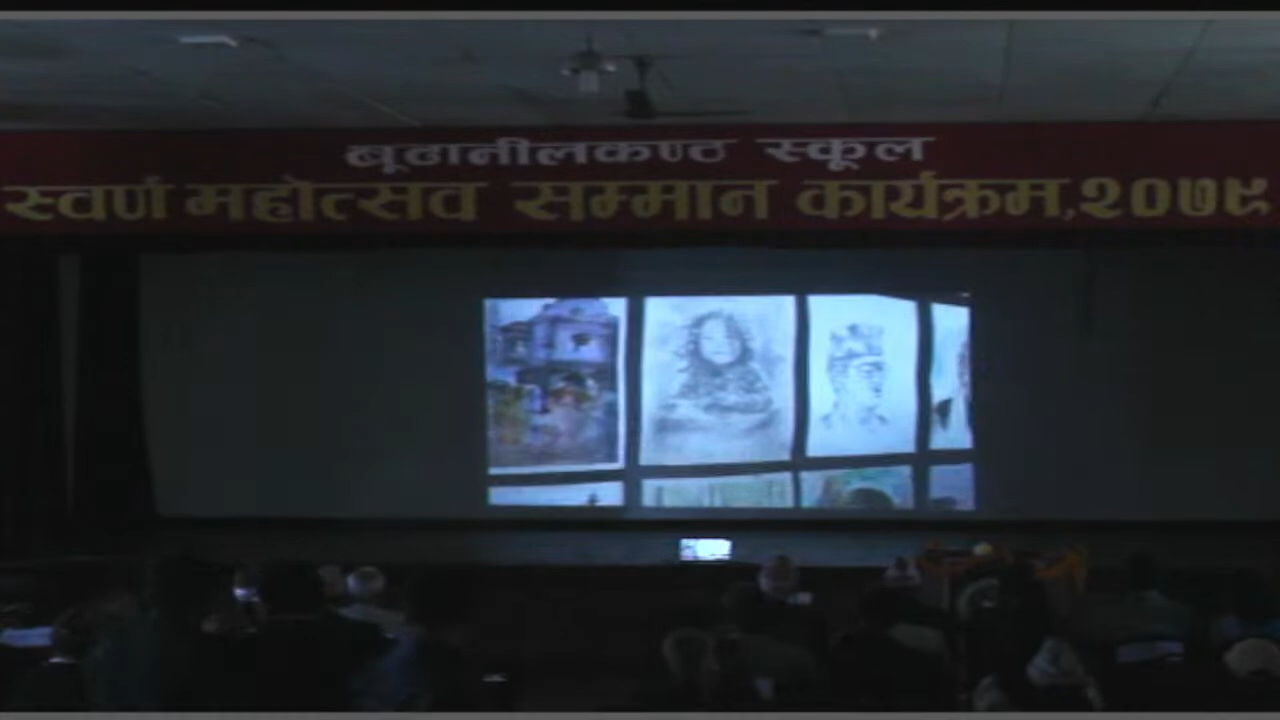 बूढानीलकण्ठ स्कूल
स्वर्ण महोत्सव सम्मान कार्यक्रम,२०७९